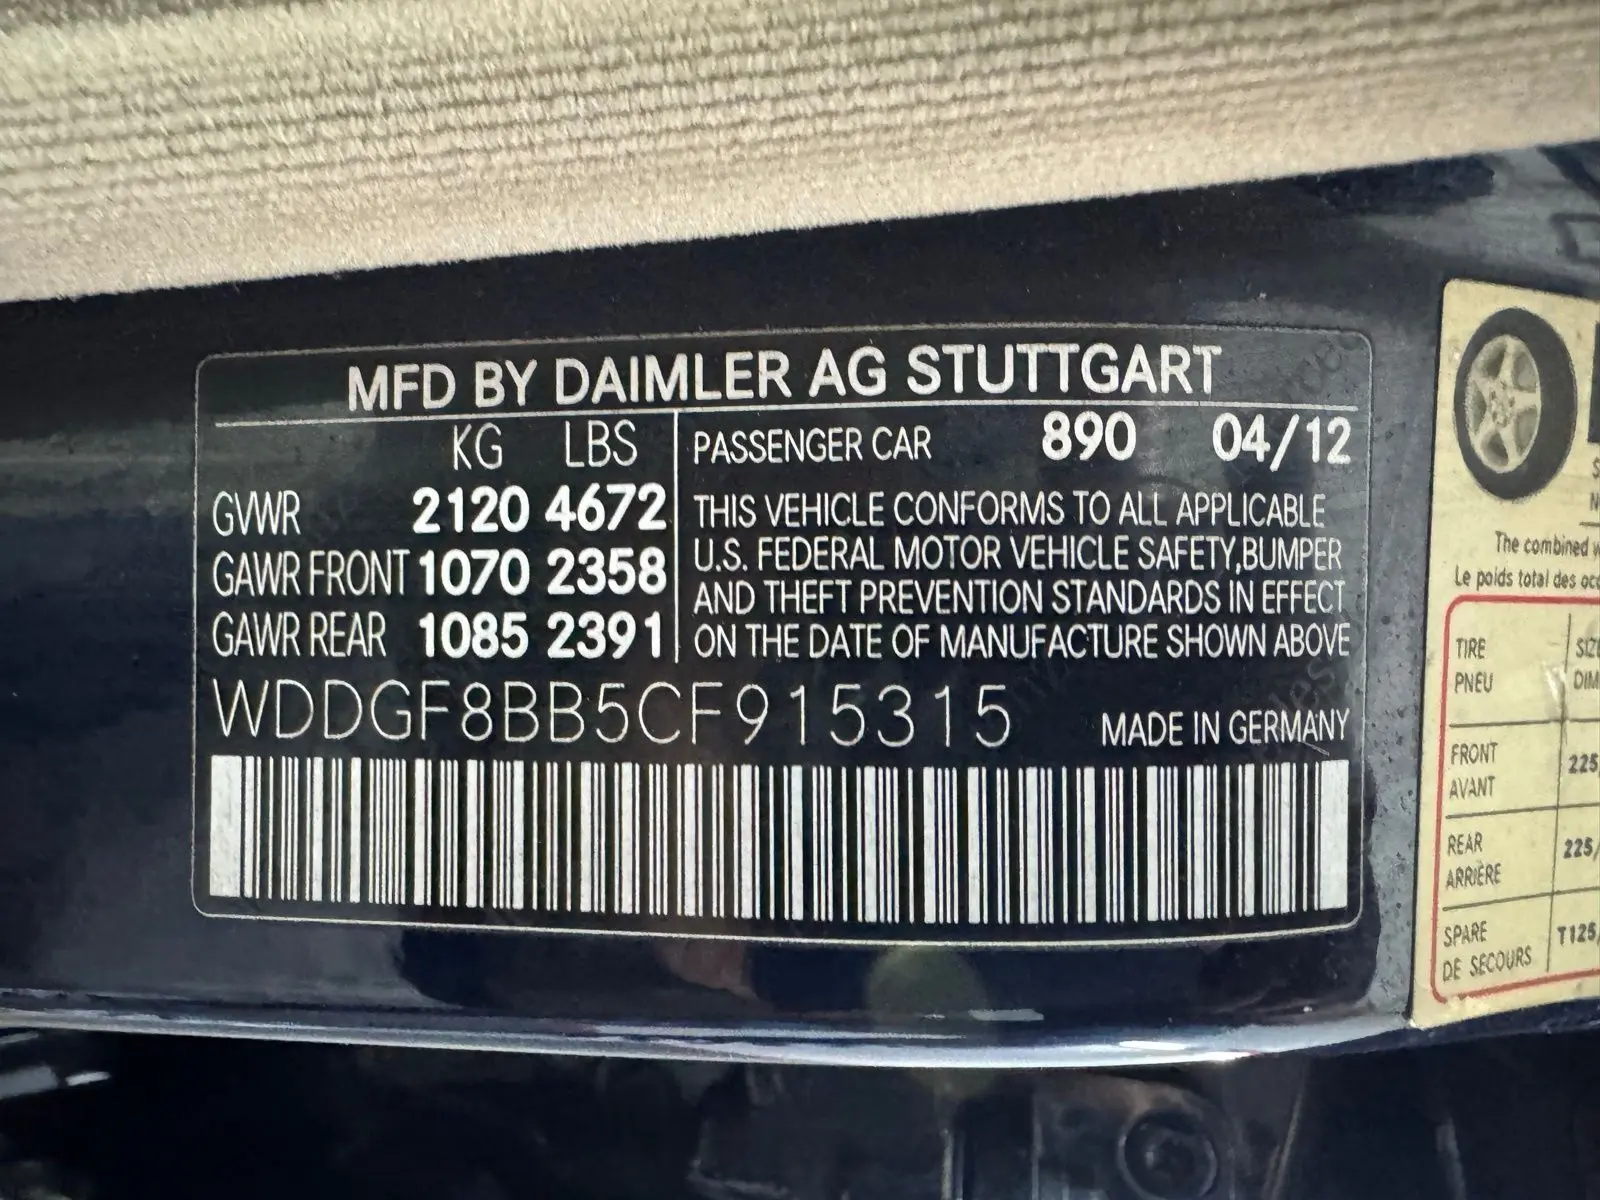 MFD BY DAIMLER AG STUTTGART
KG LBS
GVWR 2120 4672
GAWR FRONT 1070 2358
GAWR REAR 1085 2391
PASSENGER CAR 890 04/12
THIS VEHICLE CONFORMS TO ALL APPLICABLE
U.S. FEDERAL MOTOR VEHICLE SAFETY,BUMPER
AND THEFT PREVENTION STANDARDS IN EFFECT
ON THE DATE OF MANUFACTURE SHOWN ABOVE
WDDGF8BB5CF915315
MADE IN GERMANY
The combined
Le poids total des
TIRE
PNEU
FRONT
AVANT
225
REAR
ARRIÈRE
225/
SPARE
DE SECOURS
T125/